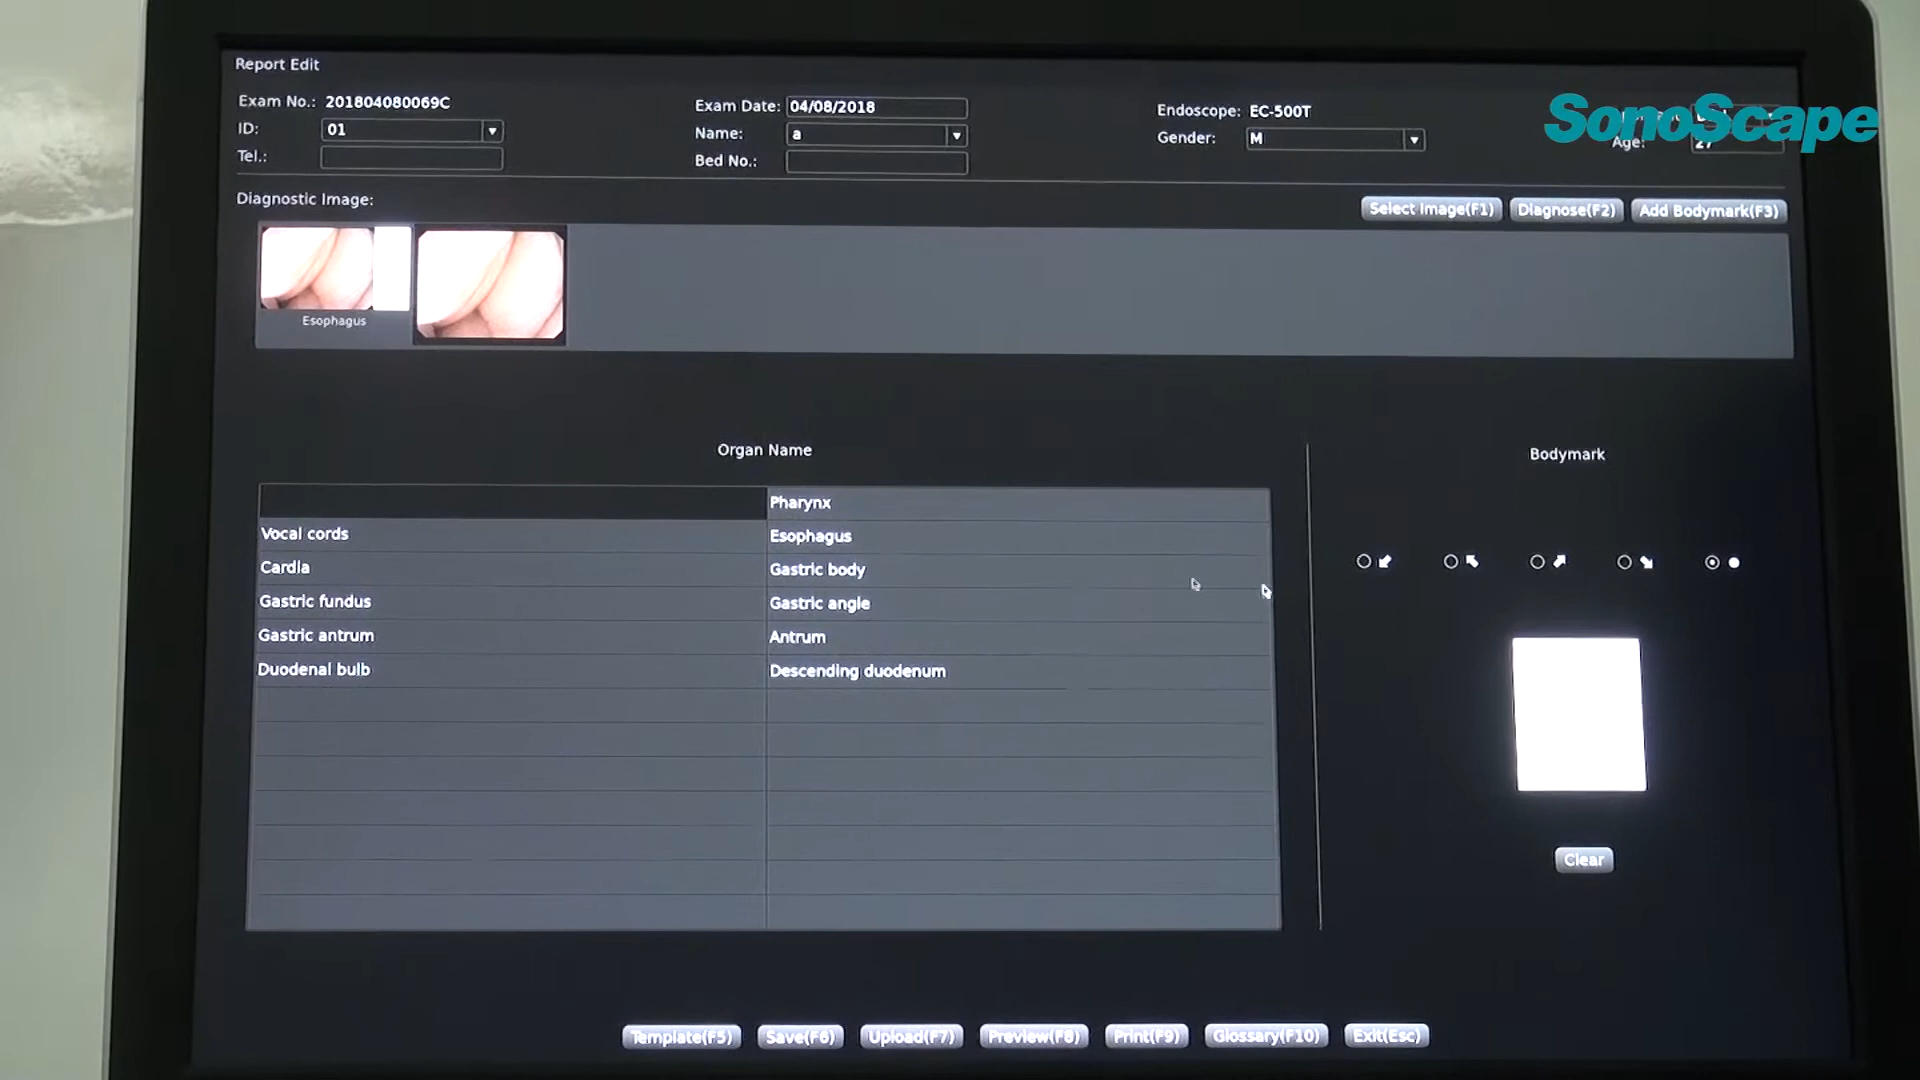 Report Edit
Exam No.: 201804080069C
Exam Date: 04/08/2018
Endoscope: EC-500T
SonoScape
ID: 01
Name: a
Gender: M
Age: 27
Tel.:
Bed No.:
Diagnostic Image:
Select Image(F1) Diagnose(F2) Add Bodymark(F3)
Esophagus
Organ Name
Bodymark
Pharynx
Vocal cords
Esophagus
Cardia
Gastric body
Gastric fundus
Gastric angle
Gastric antrum
Antrum
Duodenal bulb
Descending duodenum
Clear
Template(F5) Save(F6) Upload(F7) Preview(F8) Print(F9) Glossary(F10) Exit(Esc)